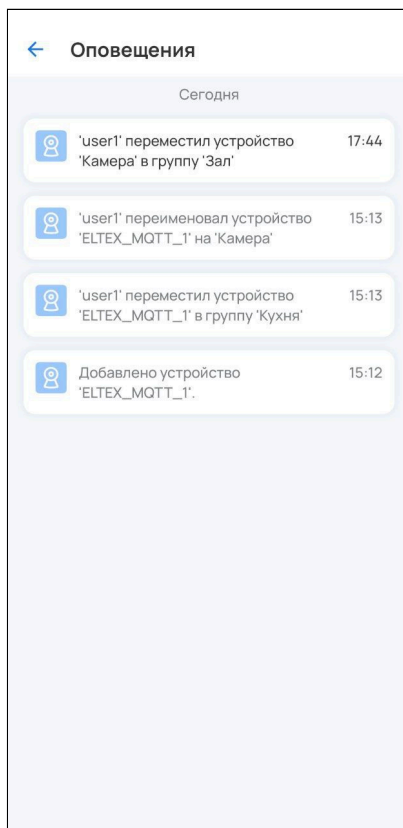 Оповещения
Сегодня
'user1' переместил устройство 17:44
'Камера' в группу 'Зал'
'user1' переименовал устройство 15:13
'ELTEX_MQTT_1' на 'Камера'
'user1' переместил устройство 15:13
'ELTEX_MQTT_1' в группу 'Кухня'
Добавлено устройство 15:12
'ELTEX_MQTT_1'.